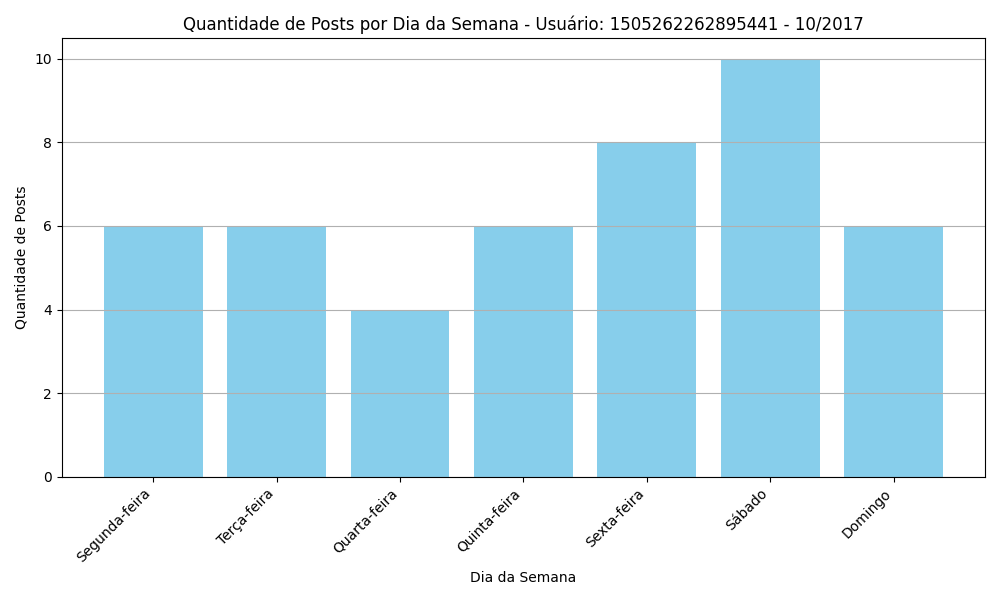 Quantidade de Posts por Dia da Semana - Usuário: 1505262262895441 - 10/2017
Quantidade de Posts
10
8
6
4
2
0
Segunda-feira
Terça-feira
Quarta-feira
Quinta-feira
Sexta-feira
Sábado
Domingo
Dia da Semana